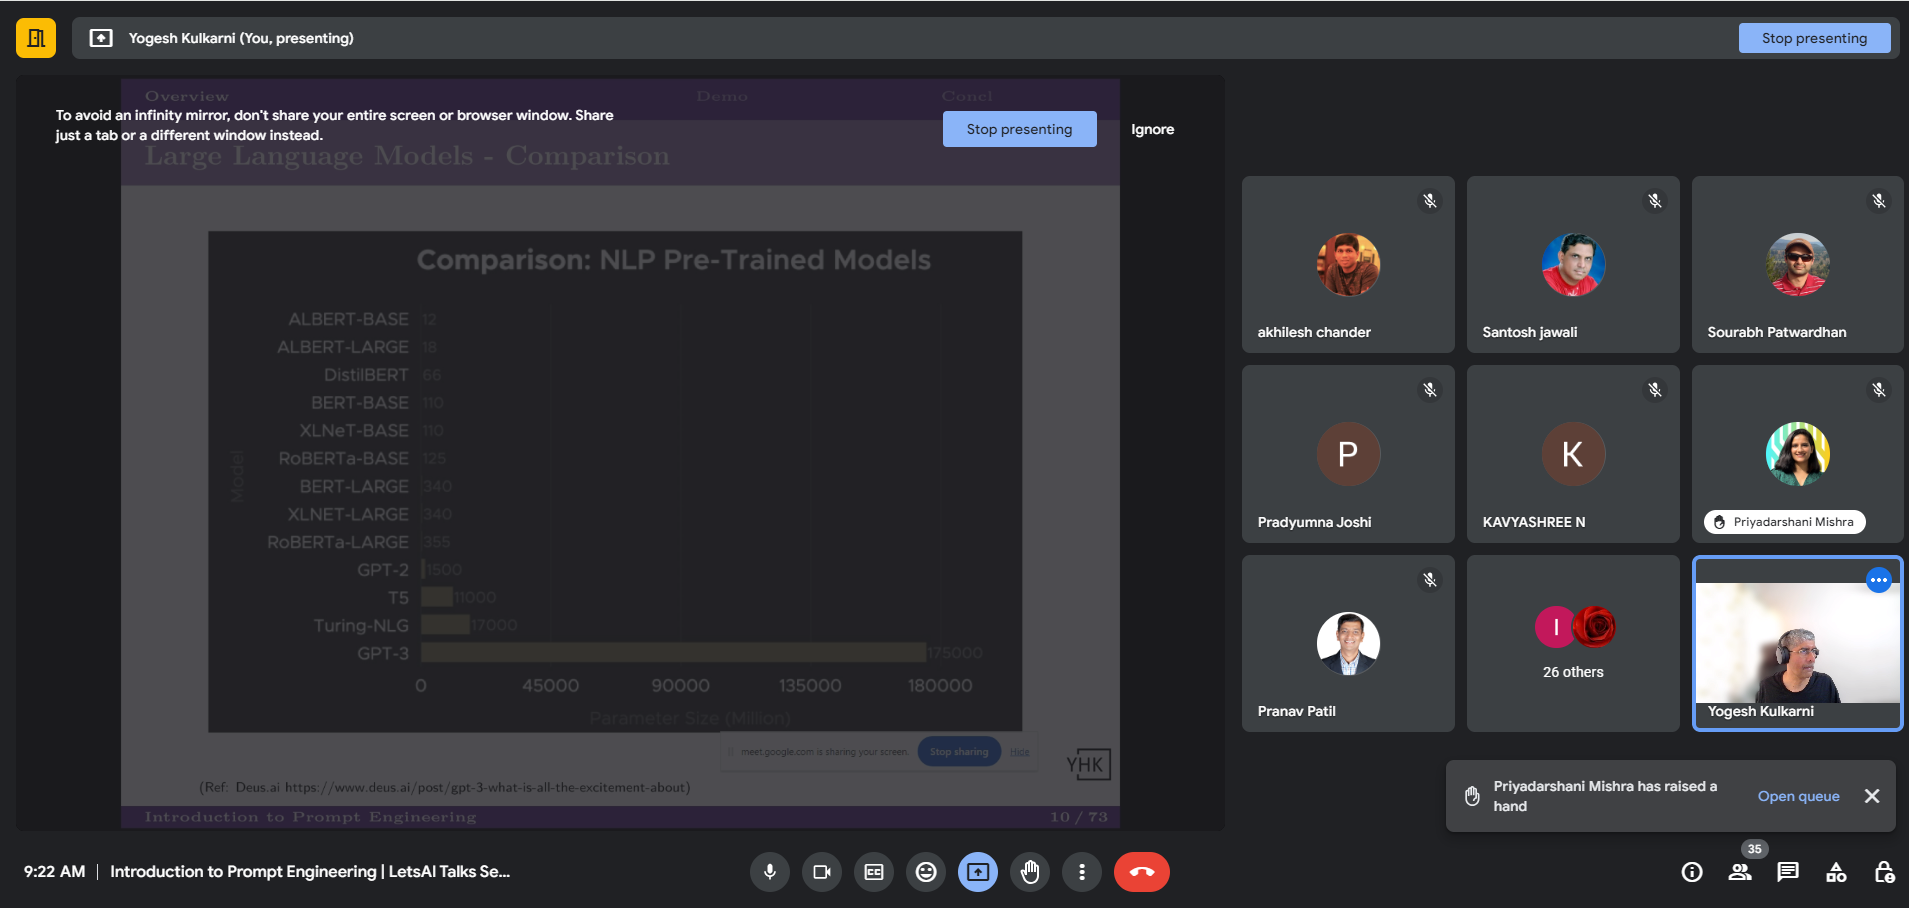 Yogesh Kulkarni (You, presenting)
Stop presenting
Overview
Demo
Concl
To avoid an infinity mirror, don't share your entire screen or browser window. Share
just a tab or a different window instead.
Stop presenting
Ignore
Large Language Models - Comparison
Comparison: NLP Pre-Trained Models
Model
ALBERT-BASE 12
ALBERT-LARGE 18
DistilBERT 66
BERT-BASE 110
XLNeT-BASE 110
RoBERTa-BASE 125
BERT-LARGE 340
XLNET-LARGE 340
RoBERTa-LARGE 355
GPT-2 1500
T5 11000
Turing-NLG 17000
GPT-3 175000
0 45000 90000 135000 180000
Parameter Size (Million)
meet.google.com is sharing your screen.
Stop sharing
Hide
YHK
(Ref: Deus.ai https://www.deus.ai/post/gpt-3-what-is-all-the-excitement-about)
Introduction to Prompt Engineering
10 / 73
akhilesh chander
Santosh jawali
Sourabh Patwardhan
P
Pradyumna Joshi
K
KAVYASHREE N
Priyadarshani Mishra
Pranav Patil
I
26 others
Yogesh Kulkarni
Priyadarshani Mishra has raised a
hand
Open queue
9:22 AM | Introduction to Prompt Engineering | LetsAI Talks Se...
35